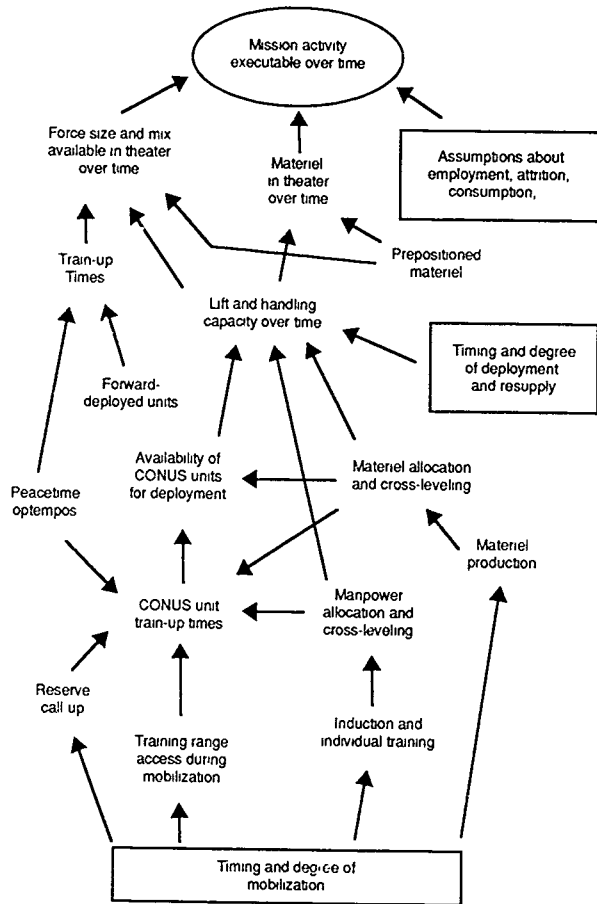 Mission activity
executable over time
Force size and mix
available in theater
over time
Materiel
in theater
over time
Assumptions about
employment, attrition,
consumption,
Train-up
Times
Prepositioned
materiel
Lift and handling
capacity over time
Timing and degree
of deployment
and resupply
Forward-
deployed units
Availability of
CONUS units
for deployment
Materiel allocation
and cross-leveling
Peacetime
optempos
Materiel
production
CONUS unit
train-up times
Manpower
allocation and
cross-leveling
Reserve
call up
Training range
access during
mobilization
Induction and
individual training
Timing and degree of
mobilization